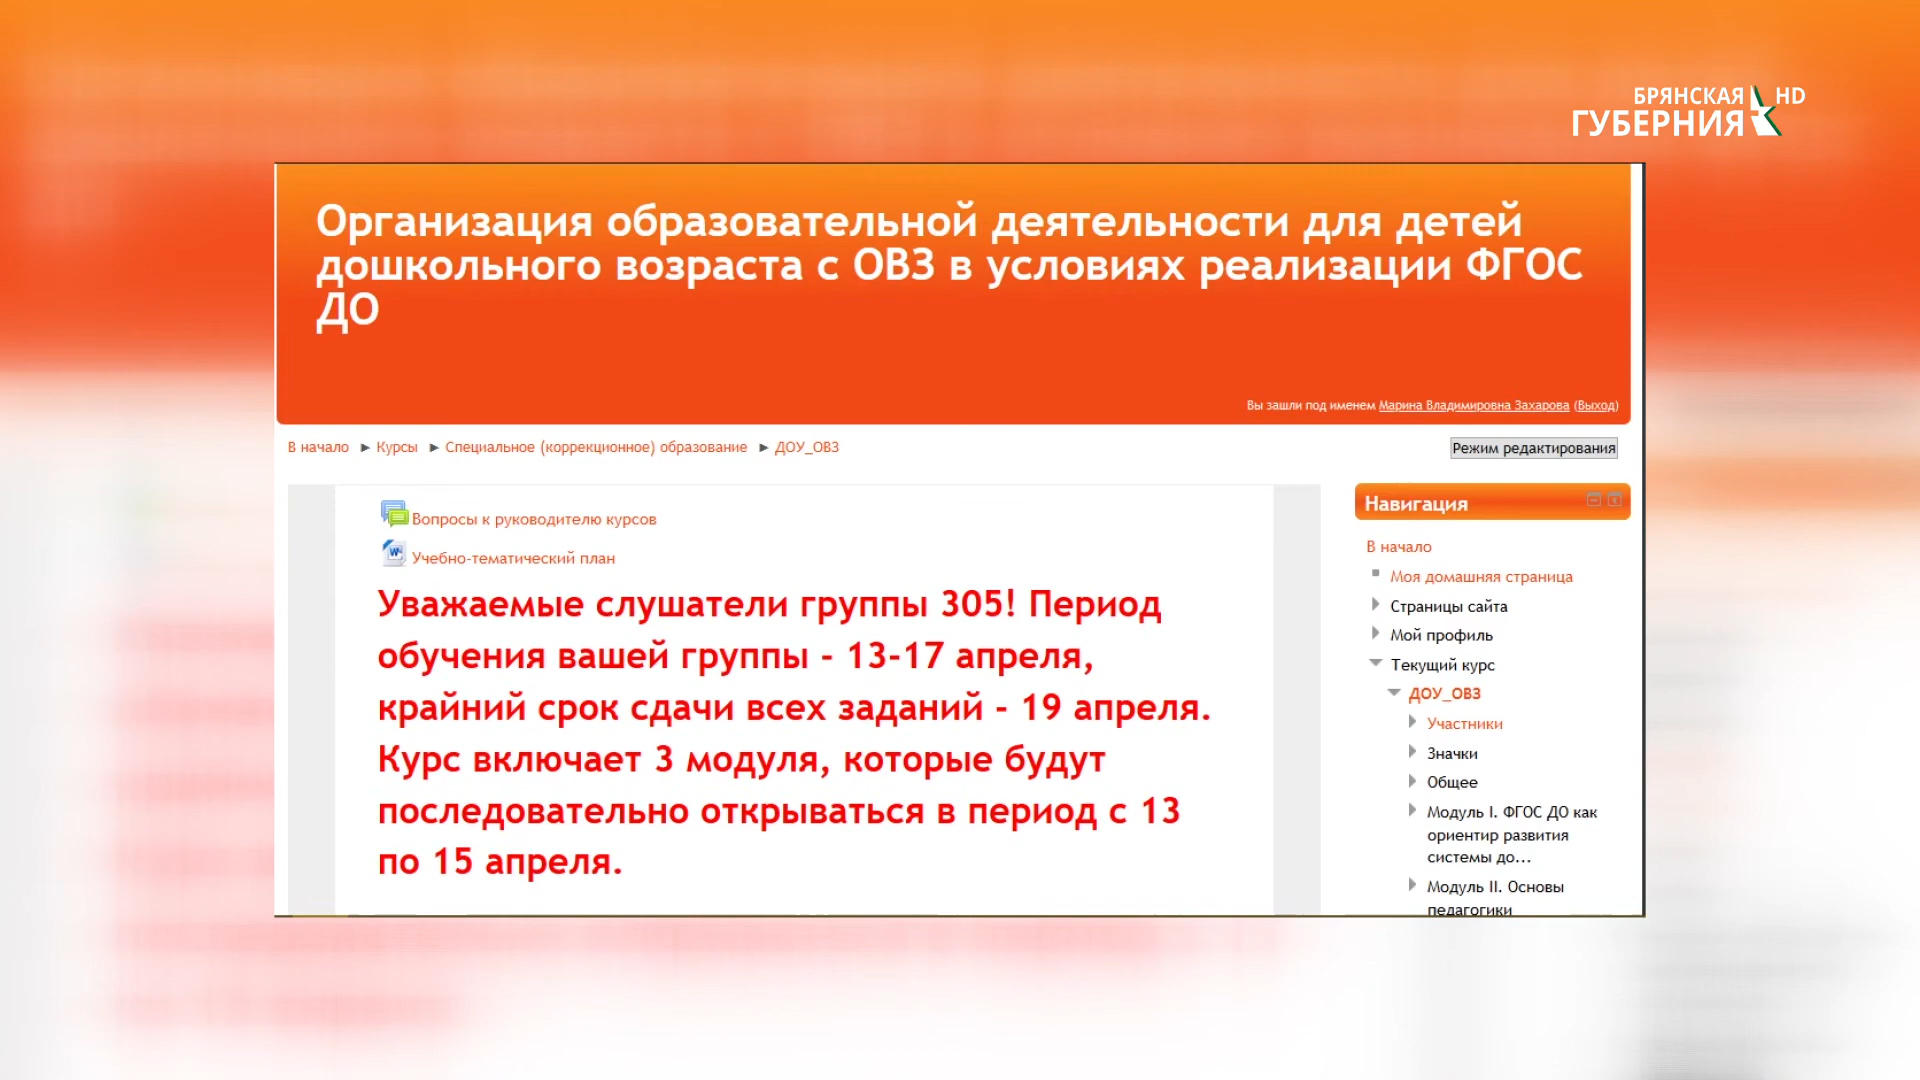 БРЯНСКАЯ HD
ГУБЕРНИЯ
Организация образовательной деятельности для детей
дошкольного возраста с ОВЗ в условиях реализации ФГОС
ДО
Вы зашли под именем Марина Владимировна Захарова (Выход)
В начало ► Курсы ► Специальное (коррекционное) образование ► ДОУ_ОВЗ
Режим редактирования
Вопросы к руководителю курсов
Учебно-тематический план
Уважаемые слушатели группы 305! Период
обучения вашей группы - 13-17 апреля,
крайний срок сдачи всех заданий - 19 апреля.
Курс включает 3 модуля, которые будут
последовательно открываться в период с 13
по 15 апреля.
Навигация
В начало
Моя домашняя страница
Страницы сайта
Мой профиль
Текущий курс
ДОУ_ОВЗ
Участники
Значки
Общее
Модуль I. ФГОС ДО как
ориентир развития
системы до...
Модуль II. Основы
педагогики